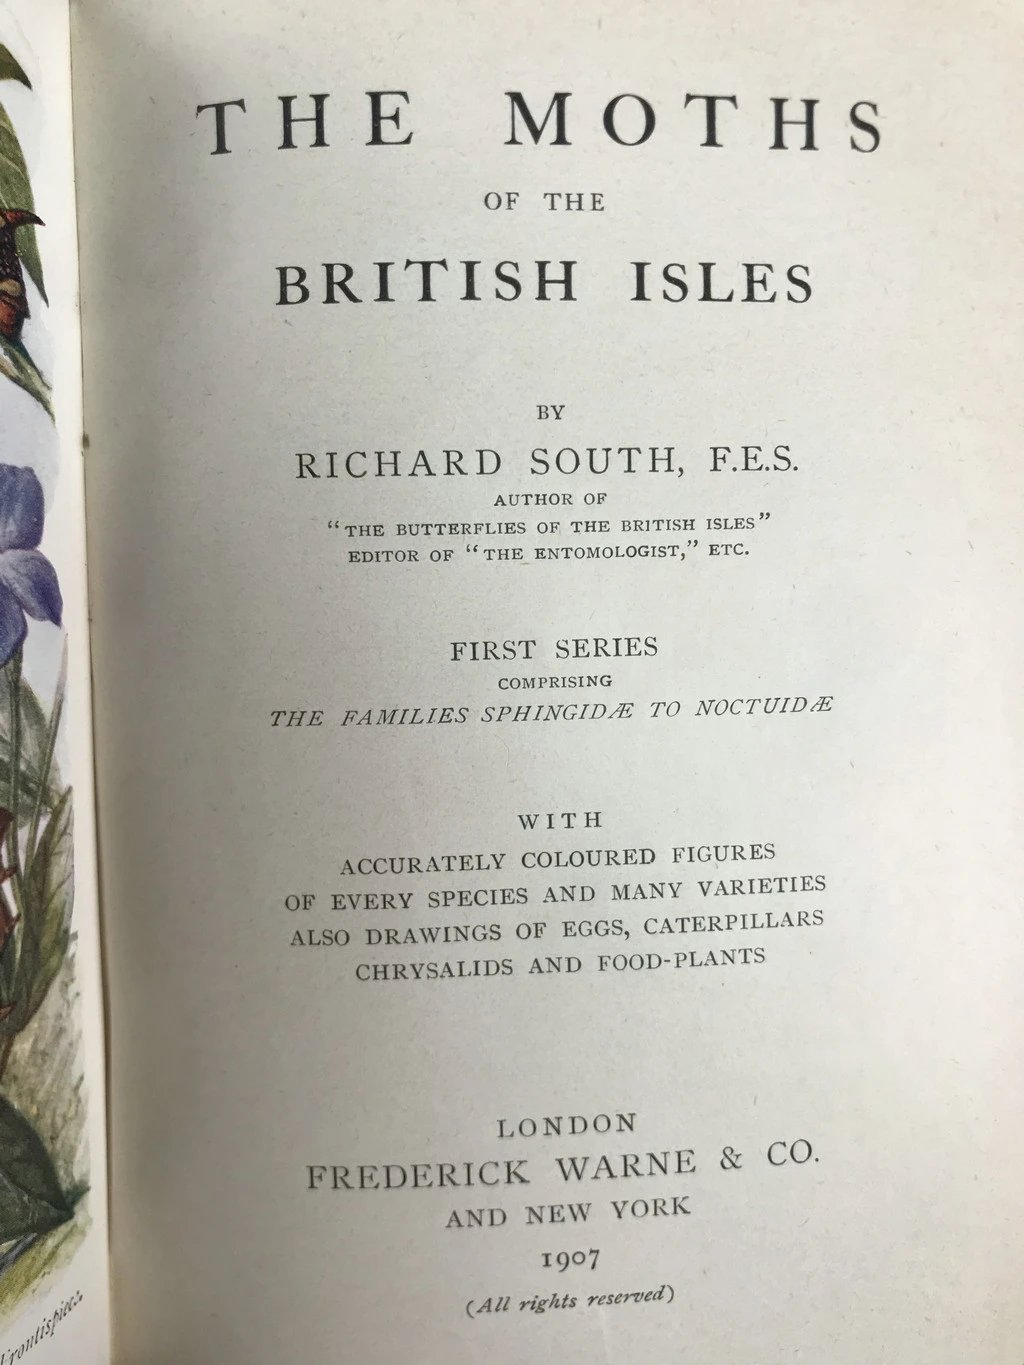 THE MOTHS
OF THE
BRITISH ISLES
BY
RICHARD SOUTH, F.E.S.
AUTHOR OF
“THE BUTTERFLIES OF THE BRITISH ISLES”
EDITOR OF “THE ENTOMOLOGIST,” ETC.
FIRST SERIES
COMPRISING
THE FAMILIES SPHINGIDÆ TO NOCTUIDÆ
WITH
ACCURATELY COLOURED FIGURES
OF EVERY SPECIES AND MANY VARIETIES
ALSO DRAWINGS OF EGGS, CATERPILLARS
CHRYSALIDS AND FOOD-PLANTS
LONDON
FREDERICK WARNE & CO.
AND NEW YORK
1907
(All rights reserved)
Frontispiece.